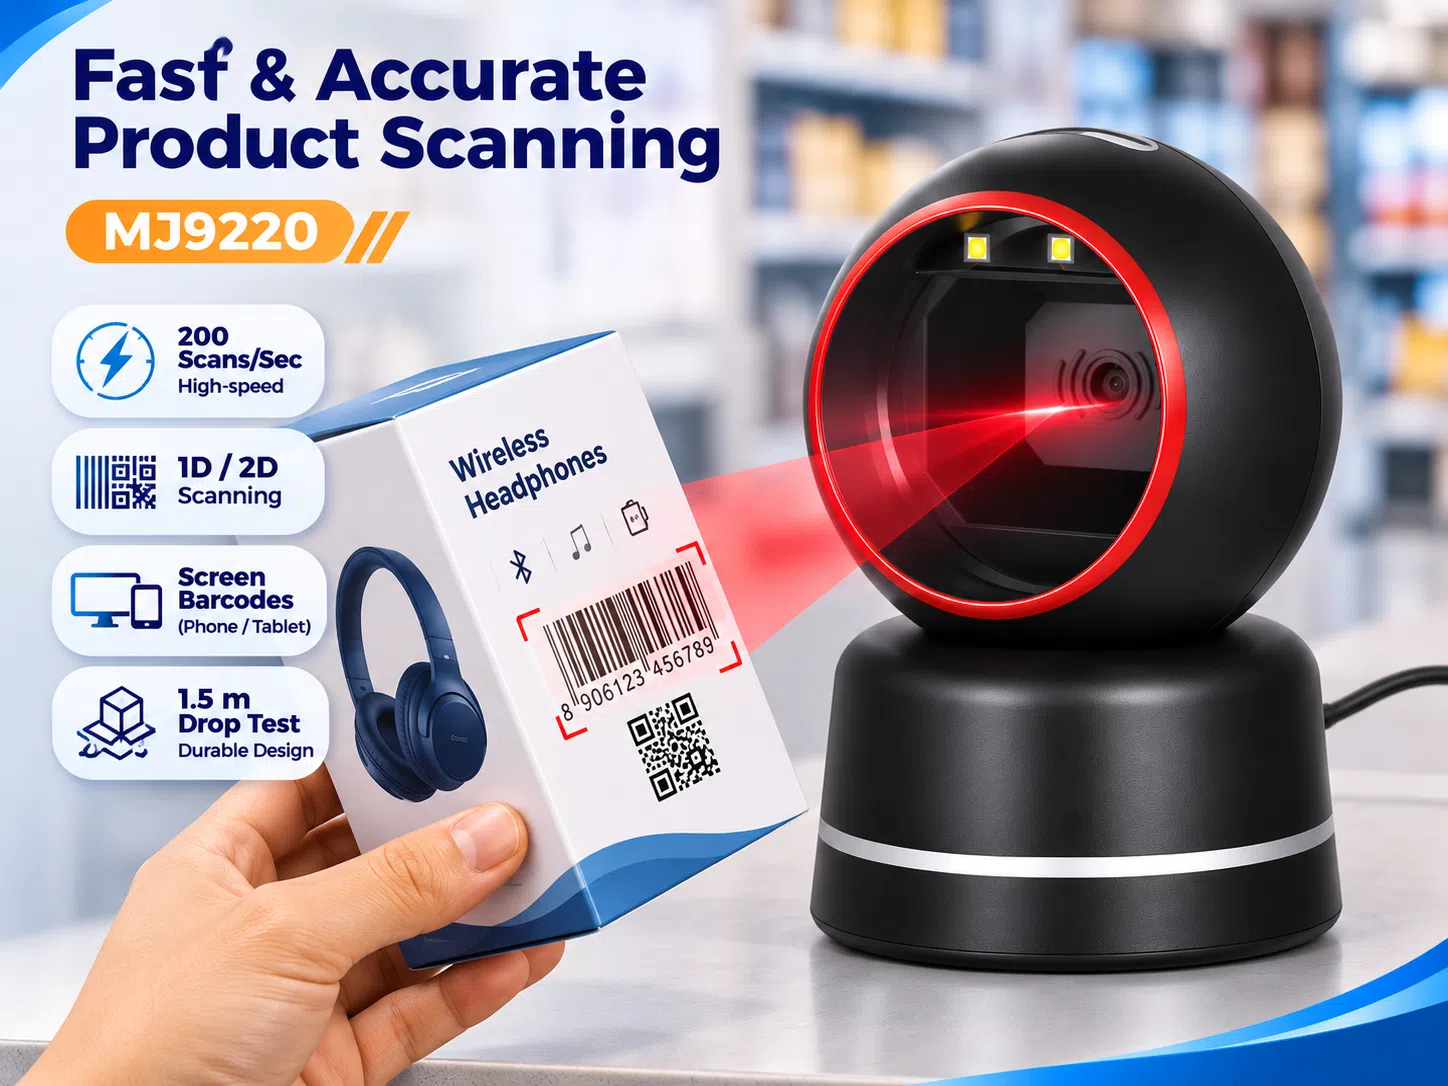 Fast & Accurate
Product Scanning
MJ9220
200
Scans/Sec
High-speed
1D / 2D
Scanning
Screen
Barcodes
(Phone / Tablet)
1.5 m
Drop Test
Durable Design
Wireless
Headphones
8 906123 456789